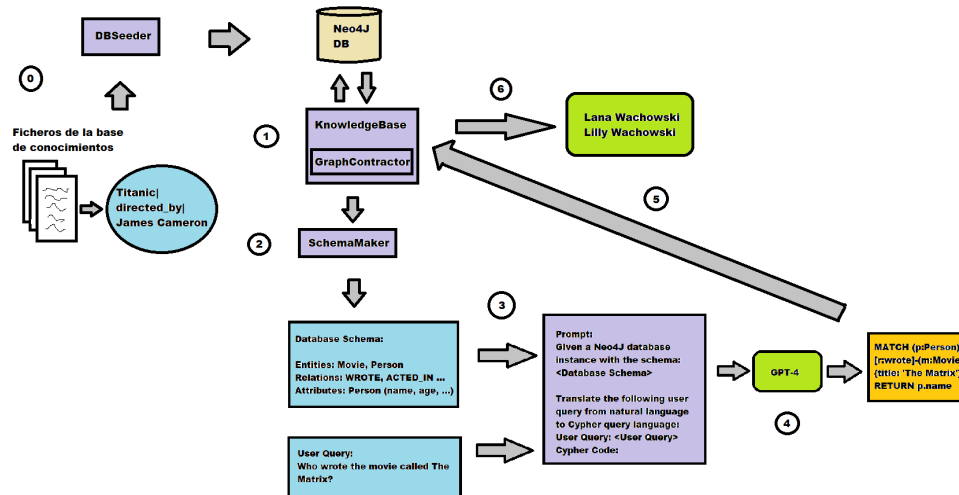 DBSeeder
Neo4J
DB
0
6
Lana Wachowski
Lilly Wachowski
1
KnowledgeBase
GraphContractor
Ficheros de la base
de conocimientos
Titanic|
directed_by|
James Cameron
5
2
SchemaMaker
3
Database Schema:
Entities: Movie, Person
Relations: WROTE, ACTED_IN ...
Attributes: Person (name, age, ...)
Prompt:
Given a Neo4J database
instance with the schema:
<Database Schema>
Translate the following user
query from natural language
to Cypher query language:
User Query: <User Query>
Cypher Code:
GPT-4
4
MATCH (p:Person)
[r:wrote]-(m:Movie
{title: 'The Matrix'}
RETURN p.name
User Query:
Who wrote the movie called The
Matrix?